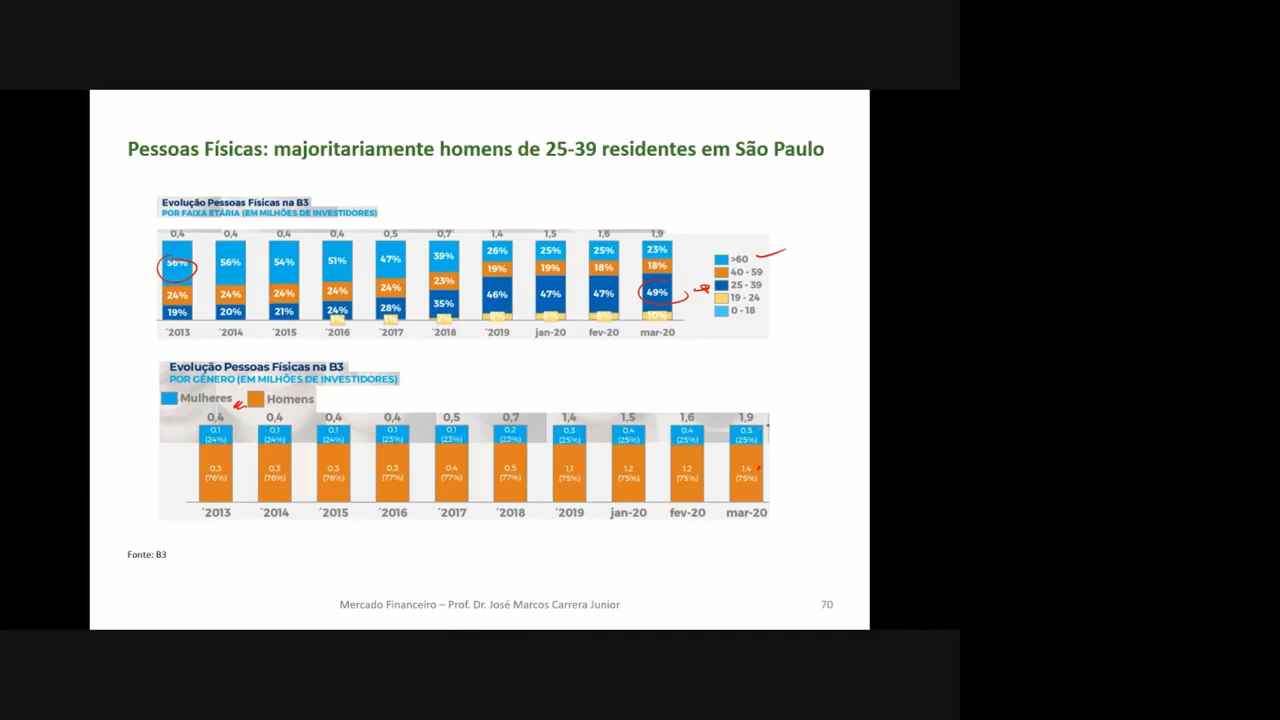 Pessoas Físicas: majoritariamente homens de 25-39 residentes em São Paulo
Evolução Pessoas Físicas na B3
POR FAIXA ETÁRIA (EM MILHÕES DE INVESTIDORES)
0,4 0,4 0,4 0,4 0,5 0,7 1,4 1,5 1,6 1,9
56% 56% 54% 51% 47% 39% 26% 25% 25% 23%
24% 24% 24% 24% 24% 23% 19% 19% 18% 18%
19% 20% 21% 24% 28% 35% 46% 47% 47% 49%
10%
´2013 ´2014 ´2015 ´2016 ´2017 ´2018 ´2019 jan-20 fev-20 mar-20
>60
40 - 59
25 - 39
19 - 24
0 - 18
Evolução Pessoas Físicas na B3
POR GÊNERO (EM MILHÕES DE INVESTIDORES)
Mulheres Homens
0,4 0,4 0,4 0,4 0,5 0,7 1,4 1,5 1,6 1,9
0,1 0,1 0,1 0,1 0,1 0,2 0,3 0,4 0,4 0,5
(24%) (24%) (24%) (23%) (23%) (23%) (25%) (25%) (25%) (25%)
0,3 0,3 0,3 0,3 0,4 0,5 1,1 1,2 1,2 1,4
(76%) (76%) (76%) (77%) (77%) (77%) (75%) (75%) (75%) (75%)
´2013 ´2014 ´2015 ´2016 ´2017 ´2018 ´2019 jan-20 fev-20 mar-20
Fonte: B3
Mercado Financeiro – Prof. Dr. José Marcos Carrera Junior 70